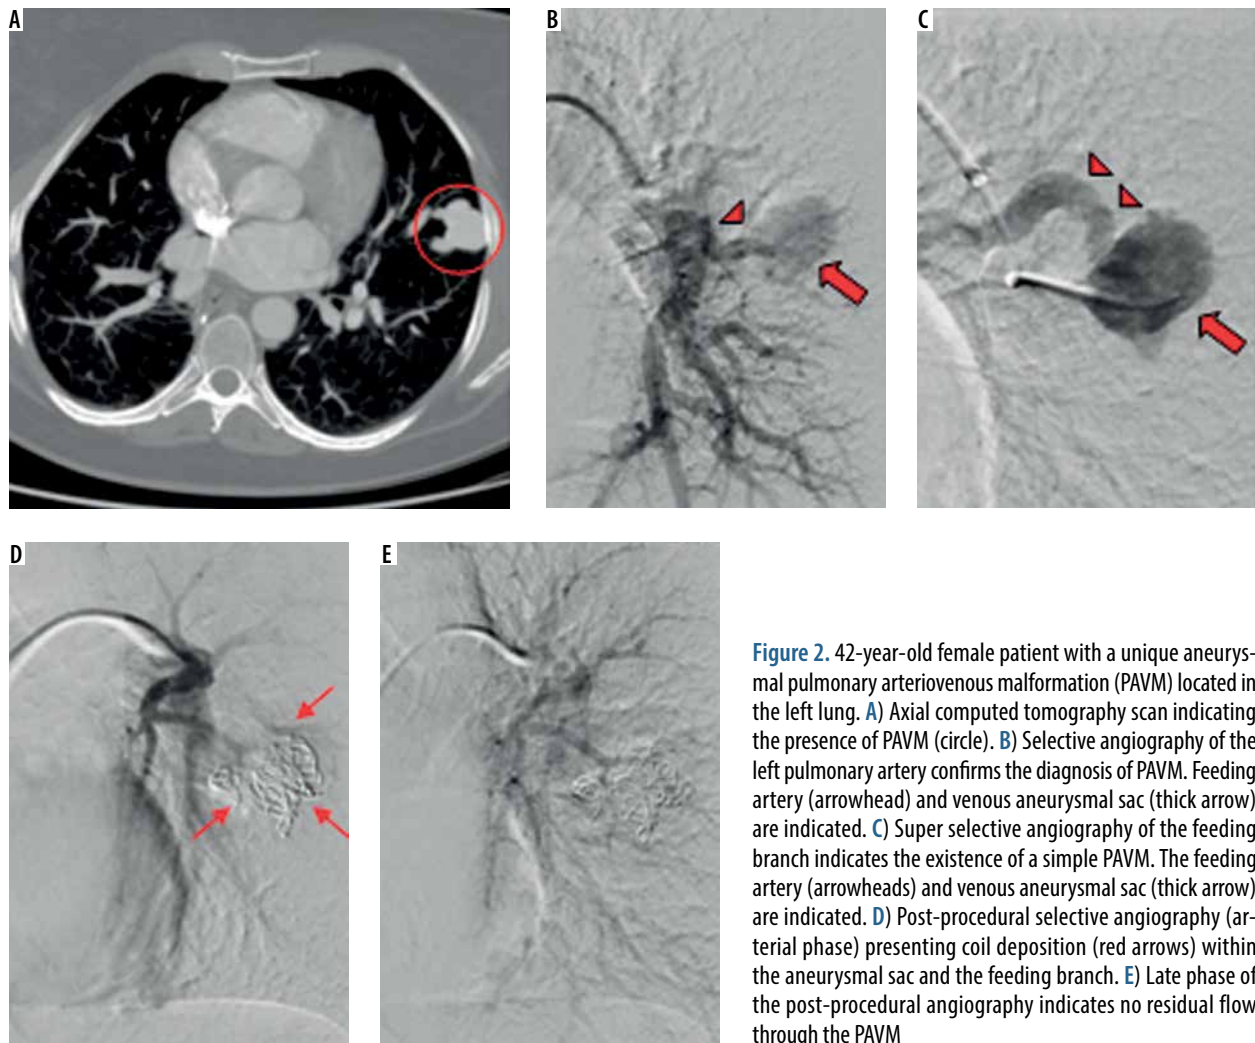 A
B
C
D
E
Figure 2. 42-year-old female patient with a unique aneurys-
mal pulmonary arteriovenous malformation (PAVM) located in
the left lung. A) Axial computed tomography scan indicating
the presence of PAVM (circle). B) Selective angiography of the
left pulmonary artery confirms the diagnosis of PAVM. Feeding
artery (arrowhead) and venous aneurysmal sac (thick arrow)
are indicated. C) Super selective angiography of the feeding
branch indicates the existence of a simple PAVM. The feeding
artery (arrowheads) and venous aneurysmal sac (thick arrow)
are indicated. D) Post-procedural selective angiography (ar-
terial phase) presenting coil deposition (red arrows) within
the aneurysmal sac and the feeding branch. E) Late phase of
the post-procedural angiography indicates no residual flow
through the PAVM